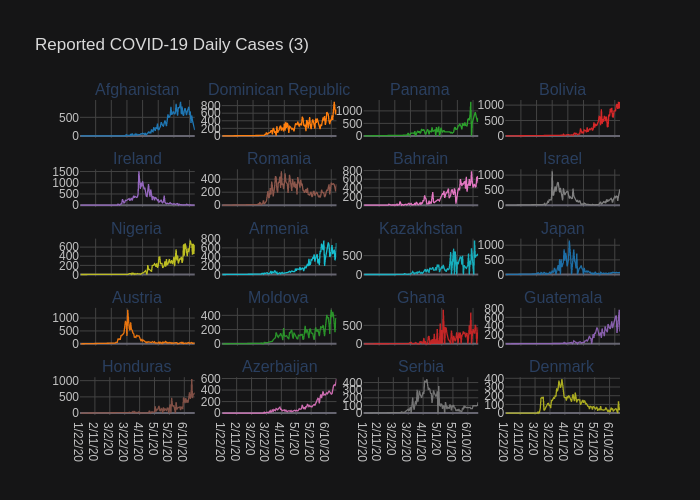 Reported COVID-19 Daily Cases (3)
Afghanistan Dominican Republic Panama Bolivia
500 0 800 600 400 200 0 1000 500 0 1000 500 0
Ireland Romania Bahrain Israel
1500 1000 500 0 400 200 0 800 600 400 200 0 1000 500 0
Nigeria Armenia Kazakhstan Japan
600 400 200 0 800 600 400 200 0 500 0 1000 500 0
Austria Moldova Ghana Guatemala
1000 500 0 400 200 0 500 0 800 600 400 200 0
Honduras Azerbaijan Serbia Denmark
1000 500 0 600 400 200 0 400 300 200 100 0 400 300 200 100 0
1/22/20 2/11/20 3/2/20 3/22/20 4/11/20 5/1/20 5/21/20 6/10/20 1/22/20 2/11/20 3/2/20 3/22/20 4/11/20 5/1/20 5/21/20 6/10/20 1/22/20 2/11/20 3/2/20 3/22/20 4/11/20 5/1/20 5/21/20 6/10/20 1/22/20 2/11/20 3/2/20 3/22/20 4/11/20 5/1/20 5/21/20 6/10/20